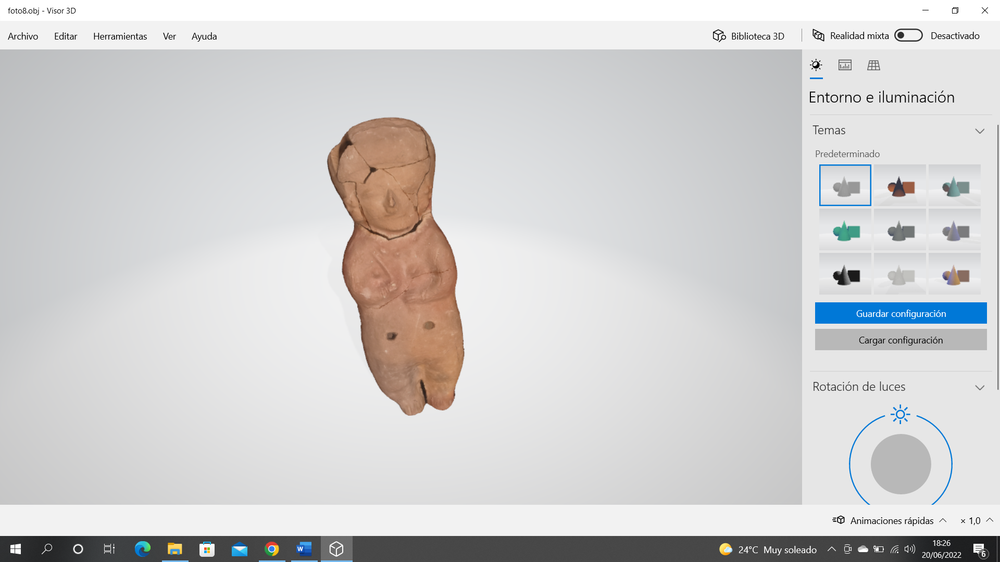 foto8.obj - Visor 3D
Archivo Editar Herramientas Ver Ayuda Biblioteca 3D Realidad mixta Desactivado
Entorno e iluminación
Temas
Predeterminado
Guardar configuración
Cargar configuración
Rotación de luces
Animaciones rápidas × 1,0
W 24°C Muy soleado 18:26
20/06/2022 6